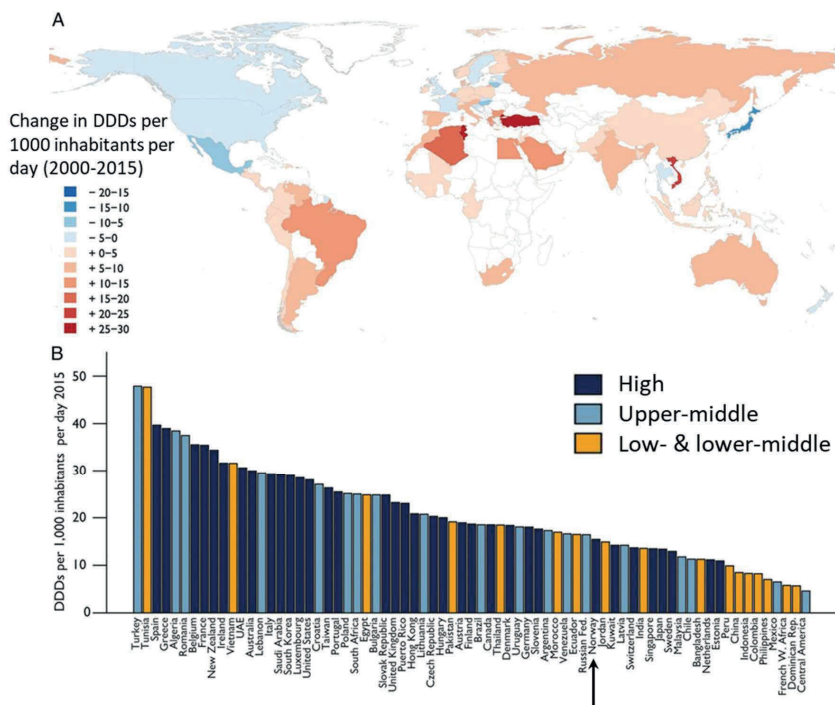 A
Change in DDDs per
1000 inhabitants per
day (2000-2015)
– 20–15
– 15–10
– 10–5
– 5–0
+ 0–5
+ 5–10
+ 10–15
+ 15–20
+ 20–25
+ 25–30
B
DDDs per 1,000 inhabitants per day 2015
50
40
30
20
10
0
High
Upper-middle
Low- & lower-middle
Turkey
Tunisia
Spain
Greece
Algeria
Romania
Belgium
France
New Zealand
Ireland
Vietnam
UAE
Australia
Lebanon
Italy
Saudi Arabia
South Korea
Luxembourg
United States
Croatia
Taiwan
Portugal
Poland
South Africa
Egypt
Bulgaria
Slovak Republic
United Kingdom
Puerto Rico
Hong Kong
Lithuania
Czech Republic
Hungary
Pakistan
Austria
Finland
Brazil
Canada
Thailand
Denmark
Uruguay
Germany
Slovenia
Argentina
Morocco
Venezuela
Ecuador
Russian Fed.
Norway
Jordan
Kuwait
Latvia
Switzerland
India
Singapore
Japan
Sweden
Malaysia
Chile
Bangladesh
Netherlands
Estonia
Peru
China
Indonesia
Colombia
Philippines
Mexico
French W. Africa
Dominican Rep.
Central America